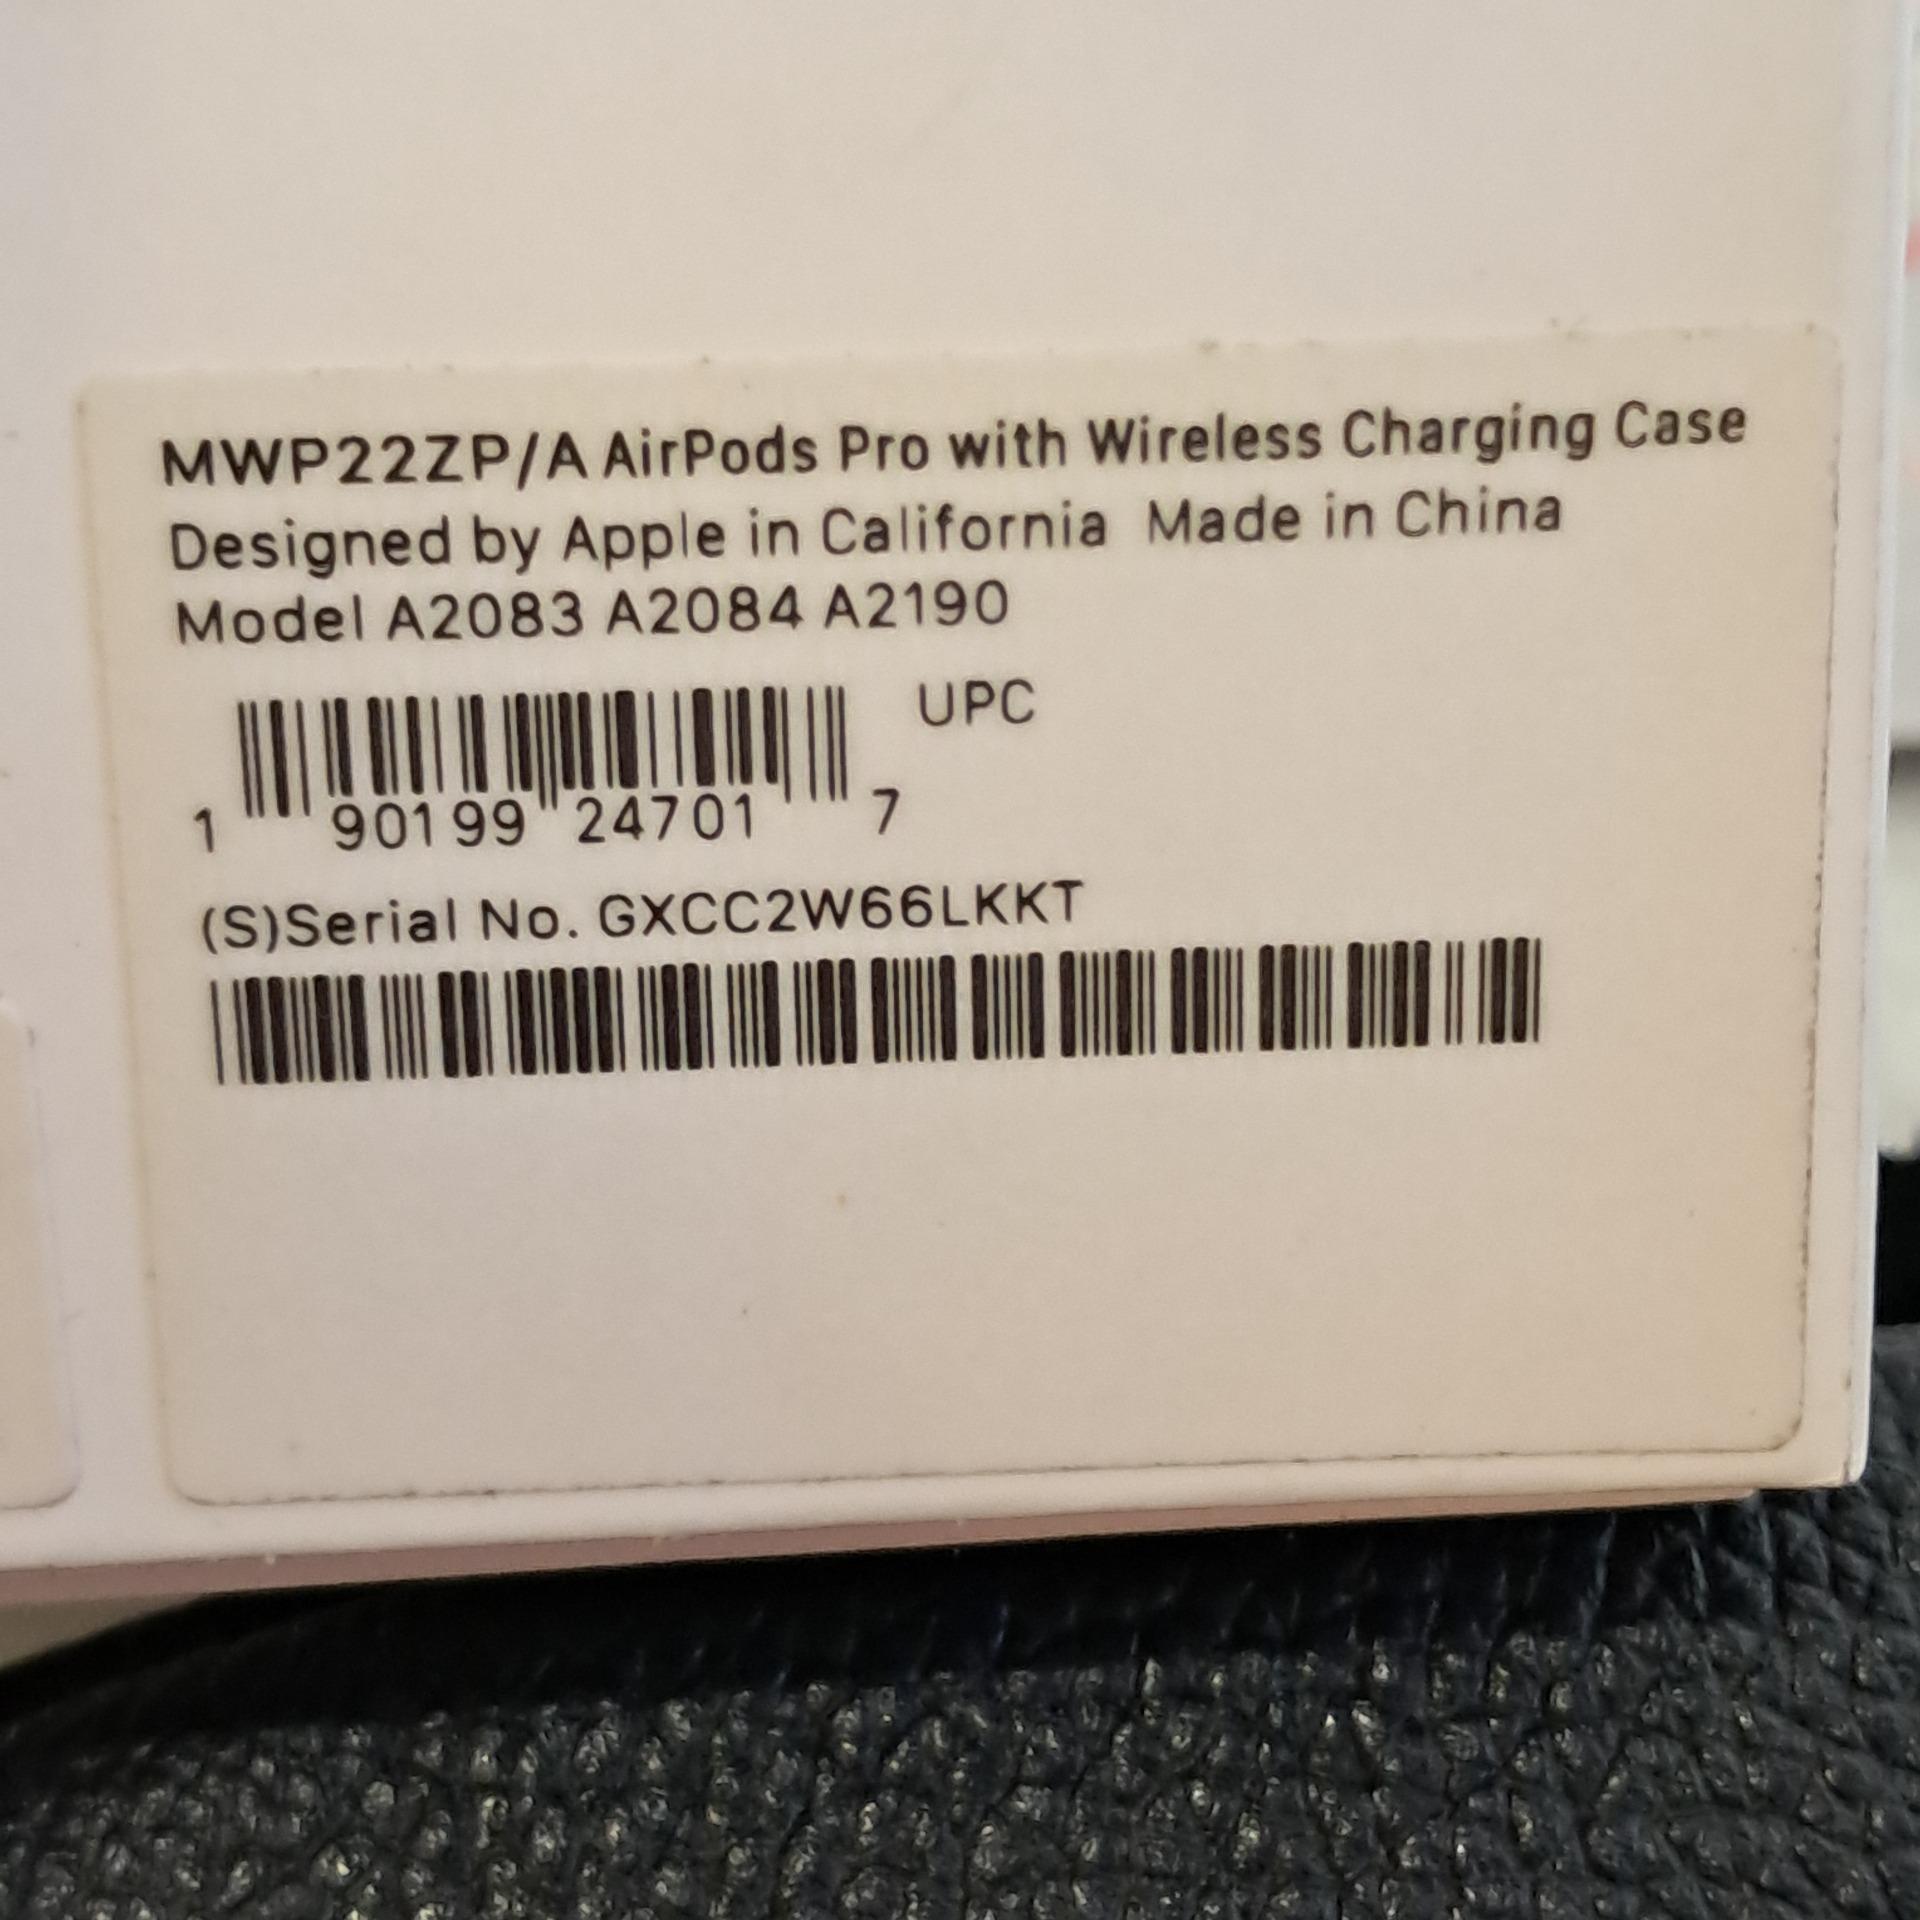 MWP22ZP/A AirPods Pro with Wireless Charging Case
Designed by Apple in California  Made in China
Model A2083 A2084 A2190
UPC
1 90199 24701 7
(S)Serial No. GXCC2W66LKKT